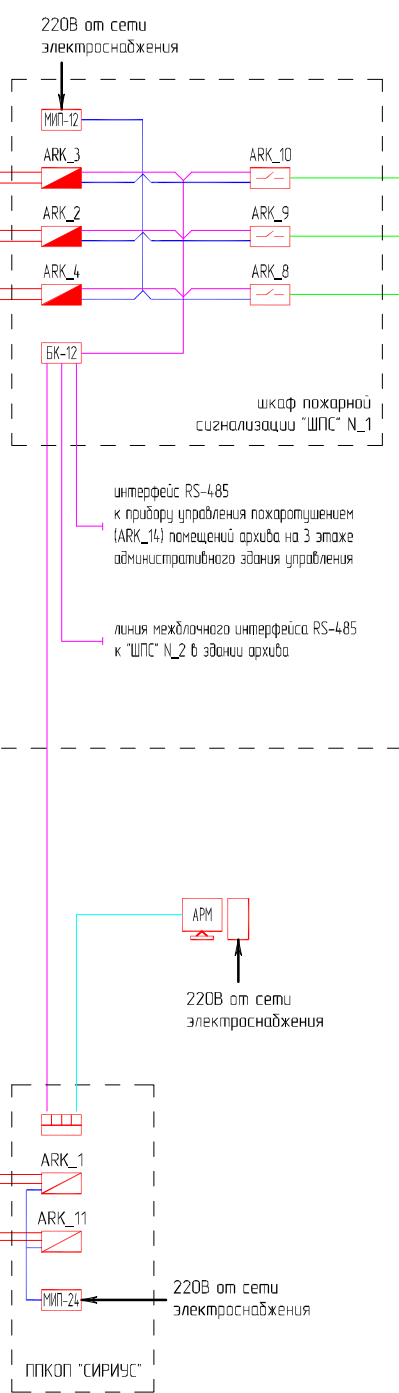 220В от сети
электроснабжения
МИП-12
ARK_3
ARK_10
ARK_2
ARK_9
ARK_4
ARK_8
БК-12
шкаф пожарной
сигнализации "ШПС" N_1
интерфейс RS-485
к прибору управления пожаротушением
(ARK_14) помещений архива на 3 этаже
административного здания управления
линия межблочного интерфейса RS-485
к "ШПС" N_2 в здании архива
АРМ
220В от сети
электроснабжения
ARK_1
ARK_11
МИП-24
220В от сети
электроснабжения
ППКОП "СИРИУС"